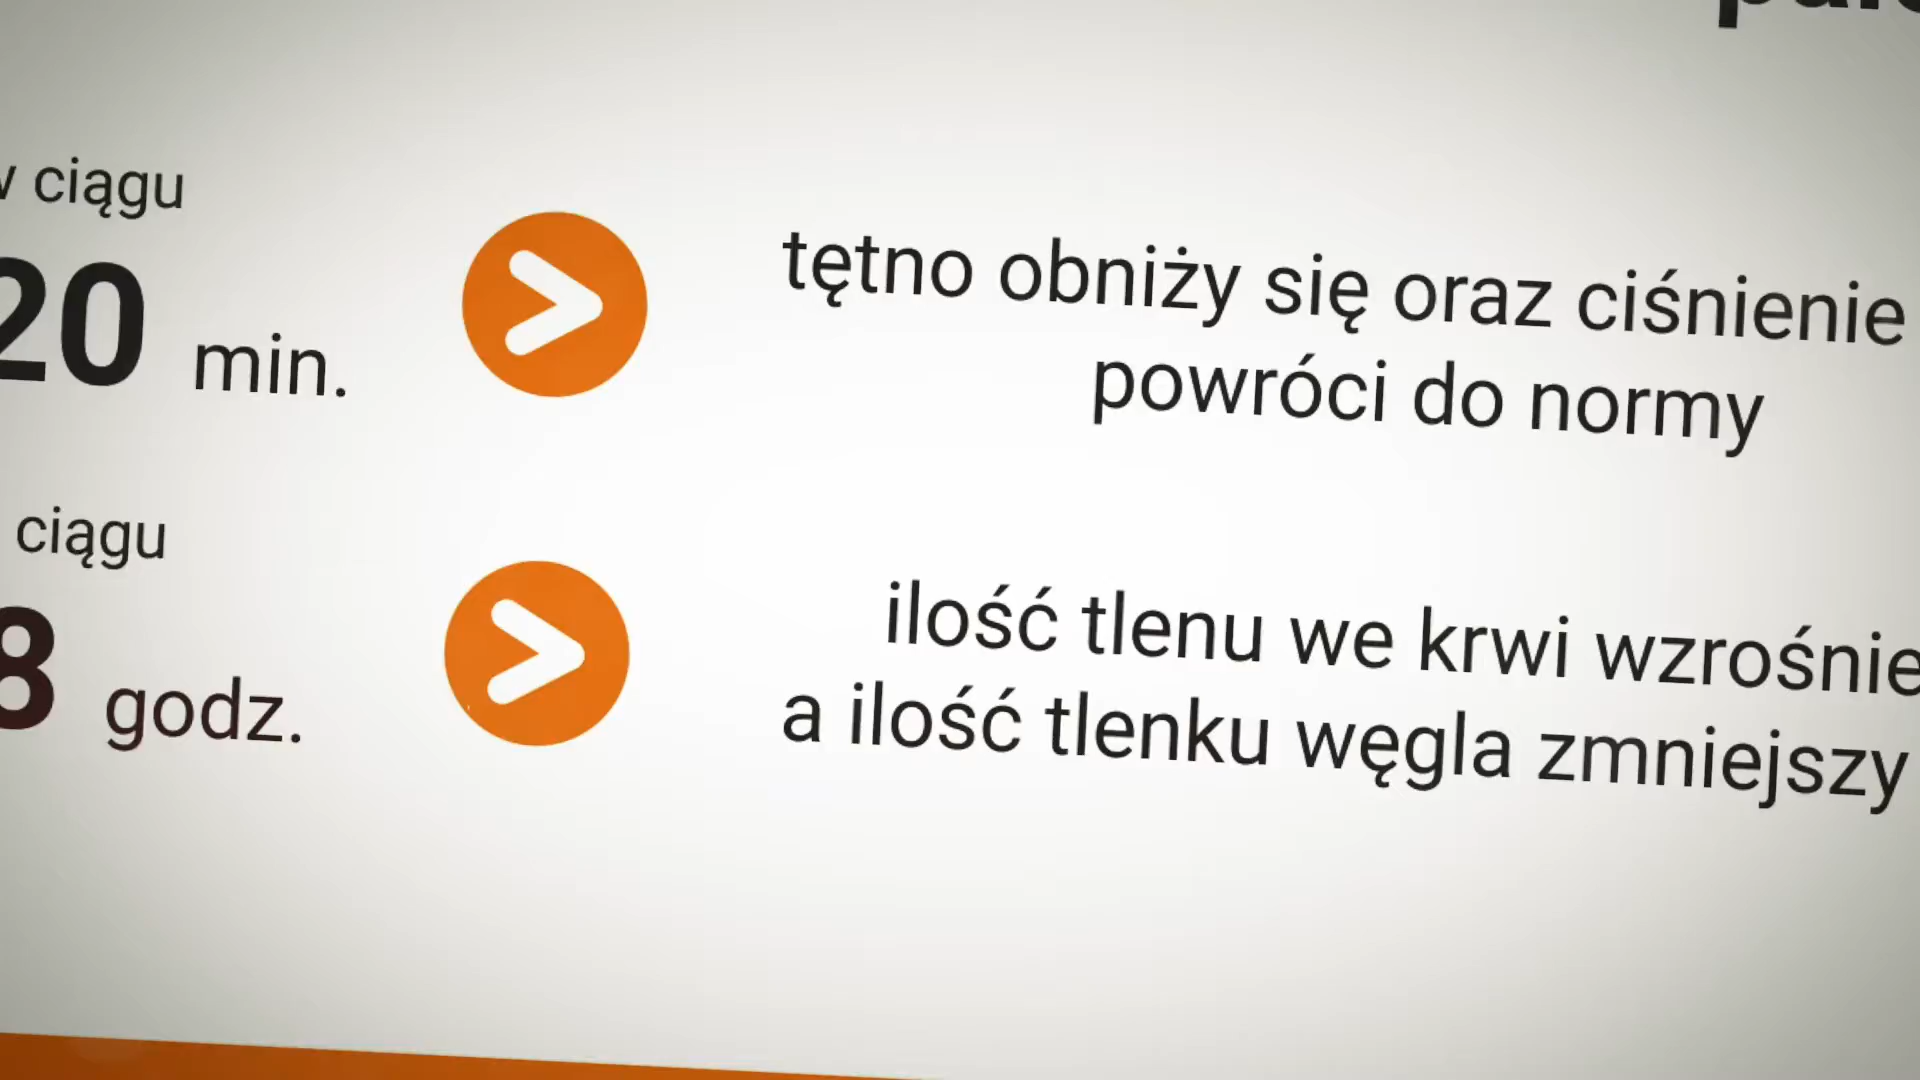 w ciągu
20 min.
tętno obniży się oraz ciśnienie
powróci do normy
ciągu
8 godz.
ilość tlenu we krwi wzrośnie
a ilość tlenku węgla zmniejszy